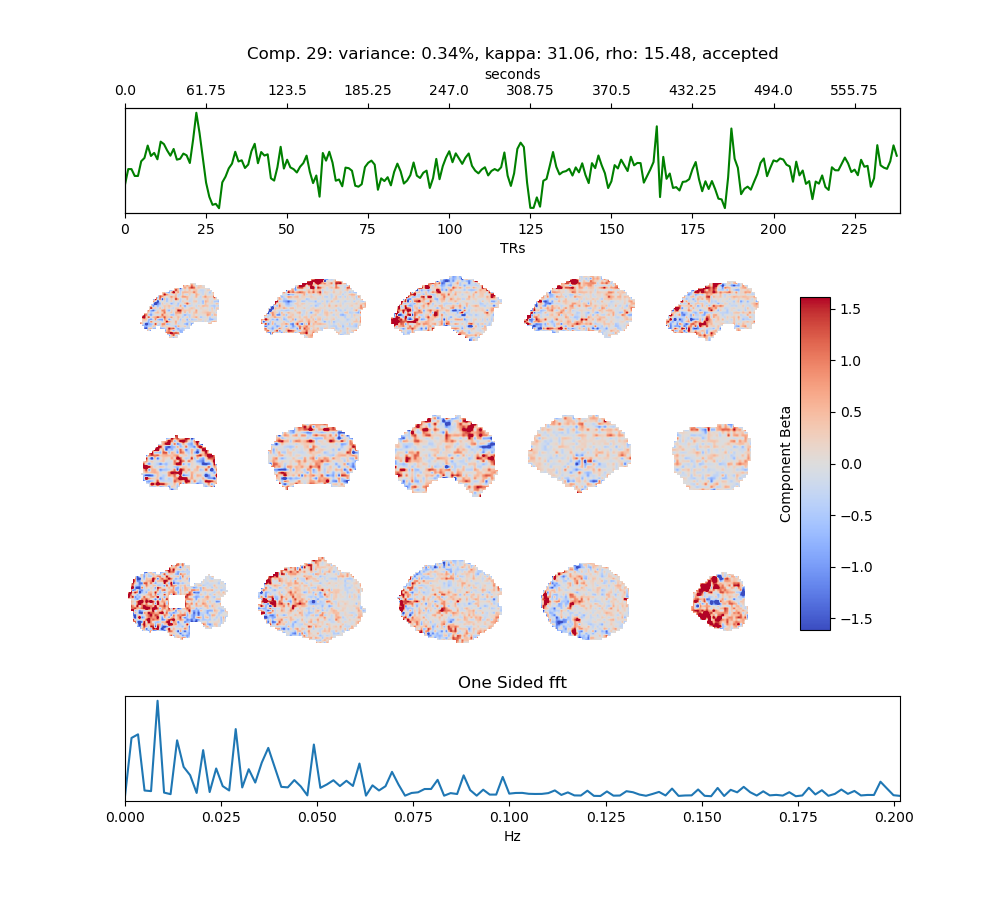 Comp. 29: variance: 0.34%, kappa: 31.06, rho: 15.48, accepted
seconds
0.0 61.75 123.5 185.25 247.0 308.75 370.5 432.25 494.0 555.75
0 25 50 75 100 125 150 175 200 225
TRs
1.5
1.0
0.5
0.0
−0.5
−1.0
−1.5
Component Beta
One Sided fft
0.000 0.025 0.050 0.075 0.100 0.125 0.150 0.175 0.200
Hz